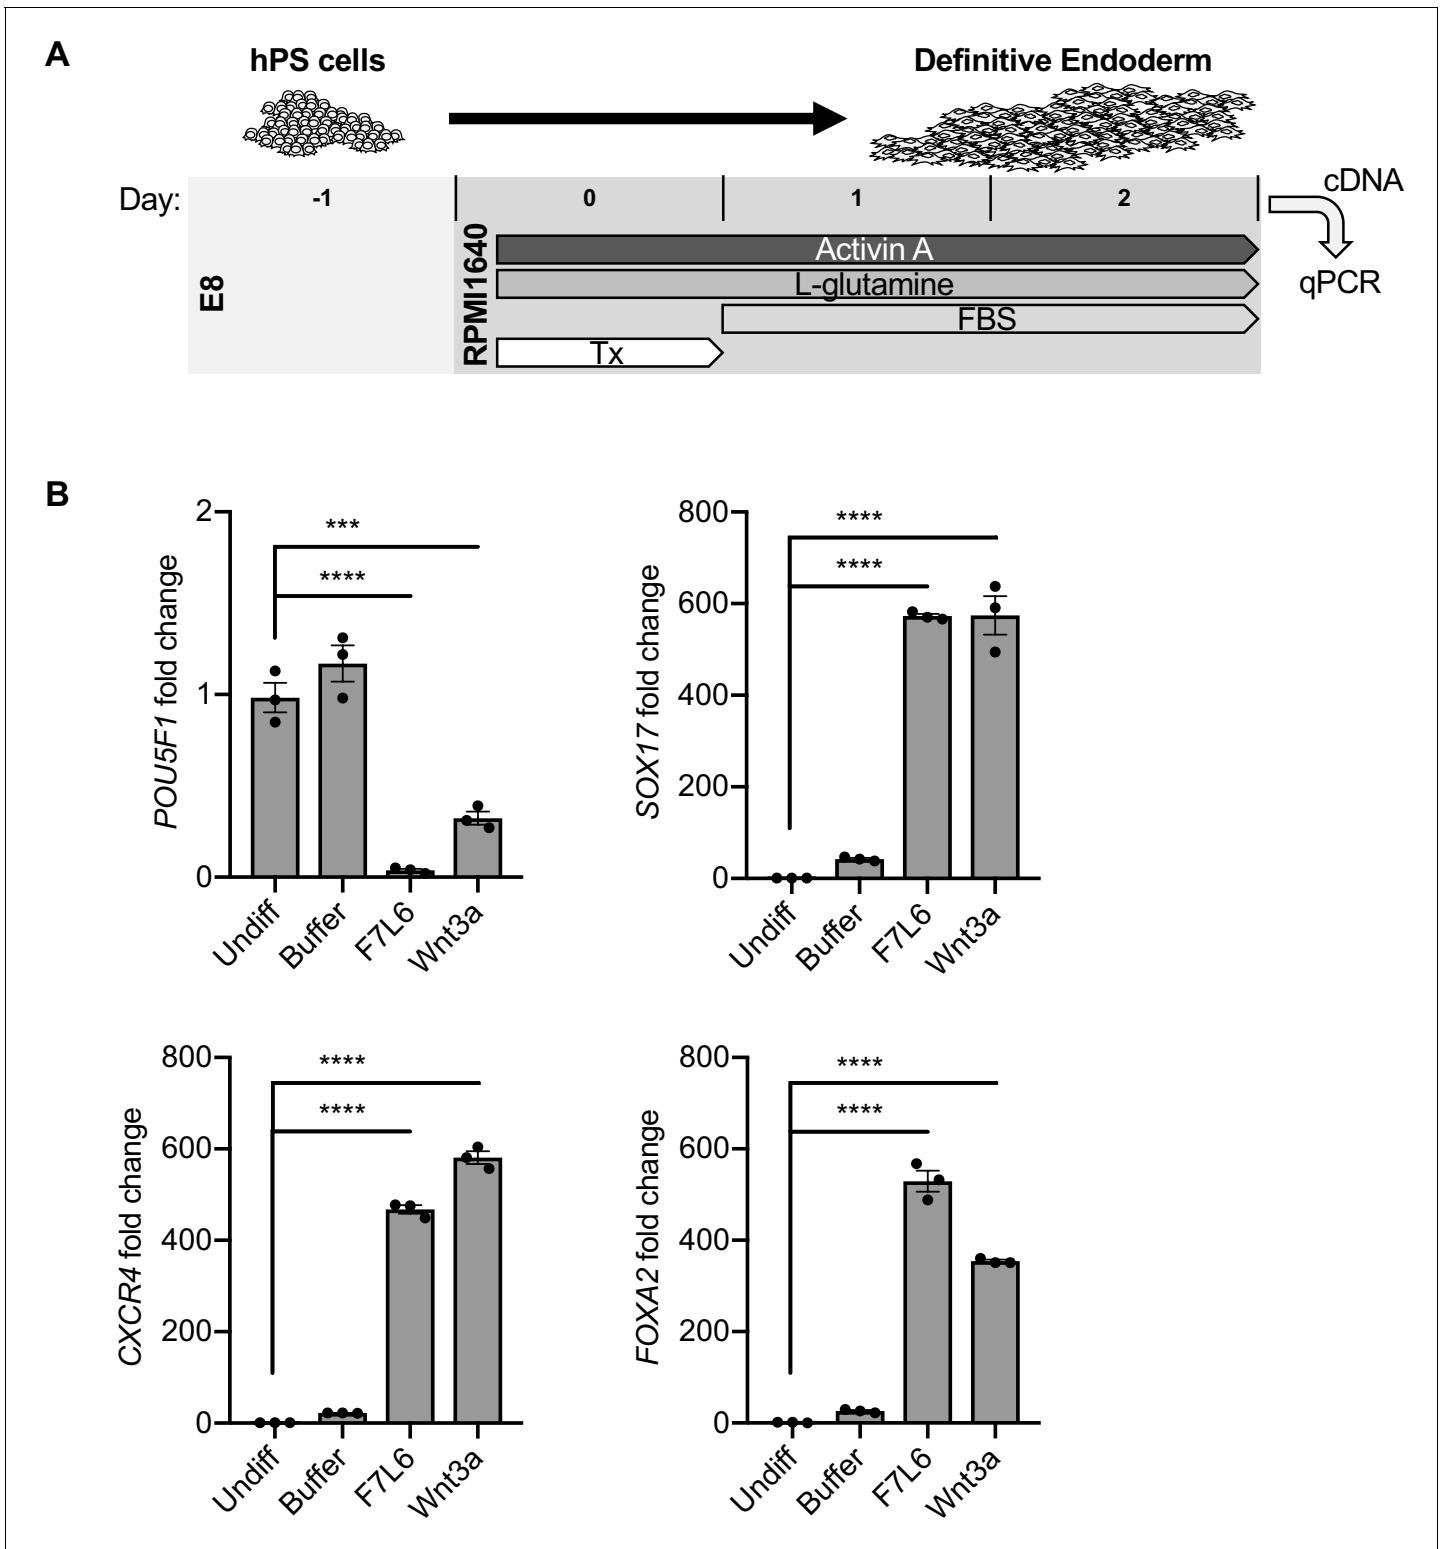 A
hPS cells
Definitive Endoderm
Day:
-1
0
1
2
cDNA
qPCR
E8
RPMI1640
Activin A
L-glutamine
FBS
Tx
B
POU5F1 fold change
2
1
0
***
****
Undiff
Buffer
F7L6
Wnt3a
SOX17 fold change
800
600
400
200
0
****
****
Undiff
Buffer
F7L6
Wnt3a
CXCR4 fold change
800
600
400
200
0
****
****
Undiff
Buffer
F7L6
Wnt3a
FOXA2 fold change
800
600
400
200
0
****
****
Undiff
Buffer
F7L6
Wnt3a